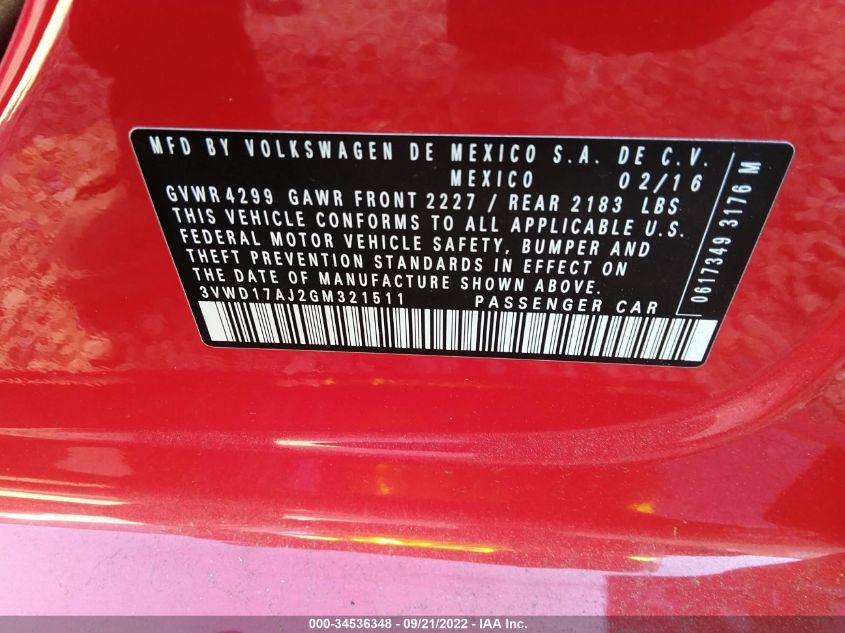 MFD BY VOLKSWAGEN DE MEXICO S.A. DE C.V.
MEXICO 02/16
GVWR 4299 GAWR FRONT 2227 / REAR 2183 LBS
THIS VEHICLE CONFORMS TO ALL APPLICABLE U.S.
FEDERAL MOTOR VEHICLE SAFETY, BUMPER AND
THEFT PREVENTION STANDARDS IN EFFECT ON
THE DATE OF MANUFACTURE SHOWN ABOVE.
3VWD17AJ2GM321511 PASSENGER CAR
0617349 3176 M
000-34536348 - 09/21/2022 - IAA Inc.